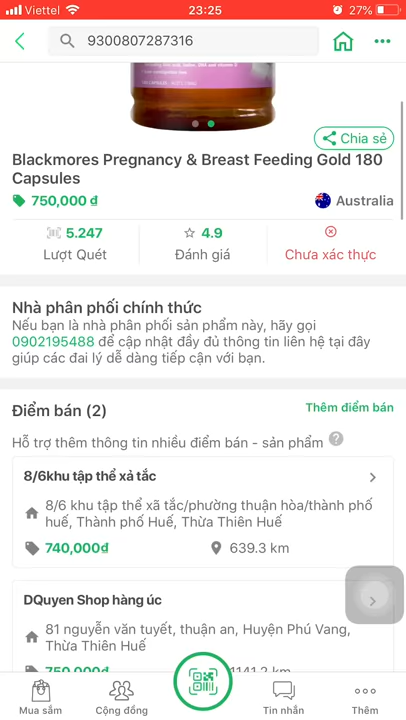 Viettel 23:25 27%
9300807287316
Chia sẻ
Blackmores Pregnancy & Breast Feeding Gold 180
Capsules
750,000 đ Australia
5.247 4.9
Lượt Quét Đánh giá Chưa xác thực
Nhà phân phối chính thức
Nếu bạn là nhà phân phối sản phẩm này, hãy gọi
0902195488 để cập nhật đầy đủ thông tin liên hệ tại đây
giúp các đai lý dễ dàng tiếp cận với bạn.
Điểm bán (2) Thêm điểm bán
Hỗ trợ thêm thông tin nhiều điểm bán - sản phẩm ?
8/6khu tập thể xả tắc
8/6 khu tập thể xã tắc/phường thuận hòa/thành phố
huế, Thành phố Huế, Thừa Thiên Huế
740,000đ 639.3 km
DQuyen Shop hàng úc
81 nguyễn văn tuyết, thuận an, Huyện Phú Vang,
Thừa Thiên Huế
750,000đ 1141.2 km
Mua sắm Cộng đồng Tin nhắn Thêm